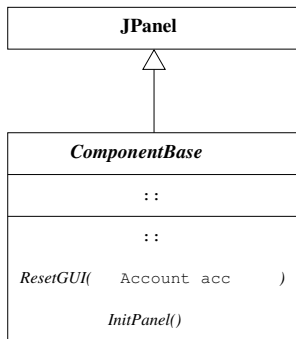 JPanel
ComponentBase
::
::
ResetGUI( Account acc )
InitPanel()